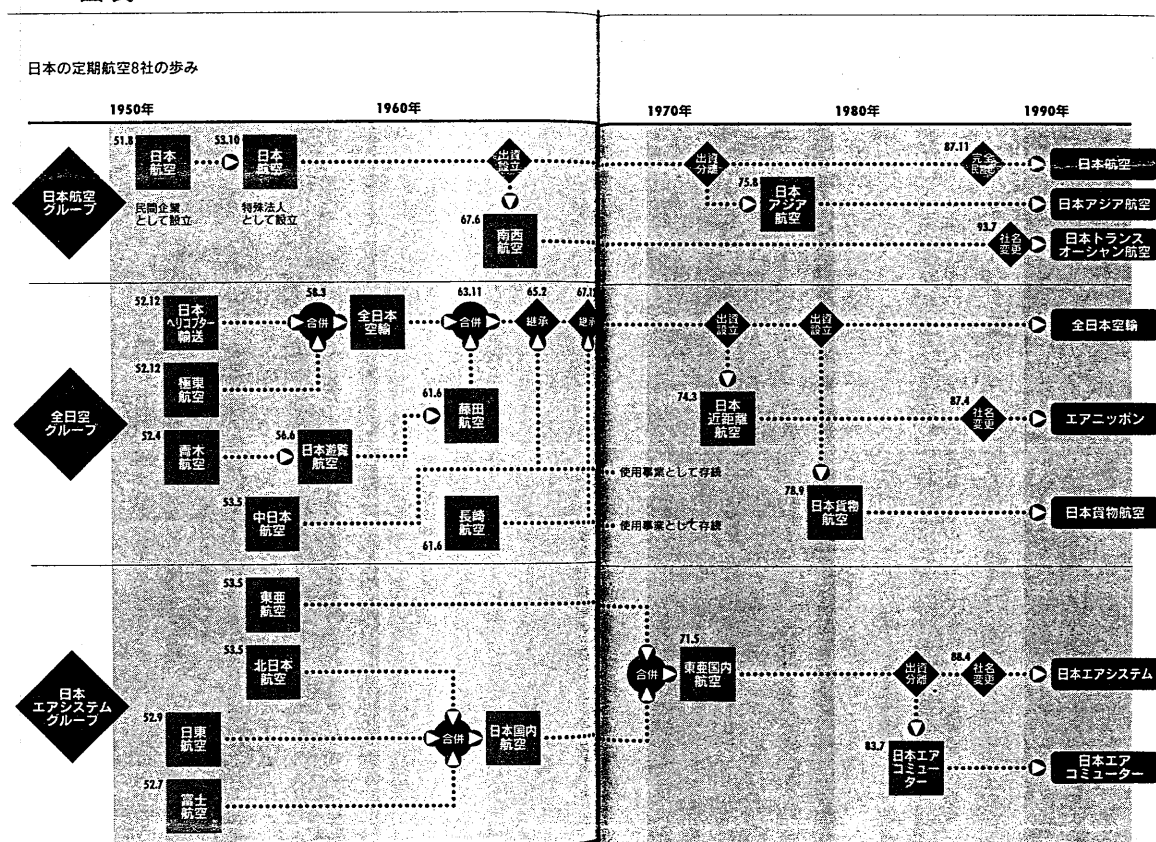 日本の定期航空8社の歩み
1950年
1960年
1970年
1980年
1990年
日本航空
グループ
51.8
日本
航空
民間企業
として設立
53.10
日本
航空
特殊法人
として設立
出資
設立
67.6
南西
航空
出資
分離
75.8
日本
アジア
航空
87.11
完全
民営化
日本航空
日本アジア航空
93.7
社名
変更
日本トランス
オーシャン航空
全日空
グループ
52.12
日本
ヘリコプター
輸送
58.3
合併
全日本
空輸
63.11
合併
65.2
継承
67.12
継承
出資
設立
出資
設立
全日本空輸
52.12
極東
航空
61.6
藤田
航空
74.3
日本
近距離
航空
87.4
社名
変更
エアニッポン
52.4
青木
航空
56.6
日本遊覧
航空
使用事業として存続
53.5
中日本
航空
61.6
長崎
航空
使用事業として存続
78.9
日本貨物
航空
日本貨物航空
日本
エアシステム
グループ
53.5
東亜
航空
53.5
北日本
航空
52.9
日東
航空
合併
日本国内
航空
52.7
富士
航空
合併
71.5
東亜国内
航空
出資
分離
88.4
社名
変更
日本エアシステム
83.7
日本エア
コミュー
ター
日本エア
コミューター